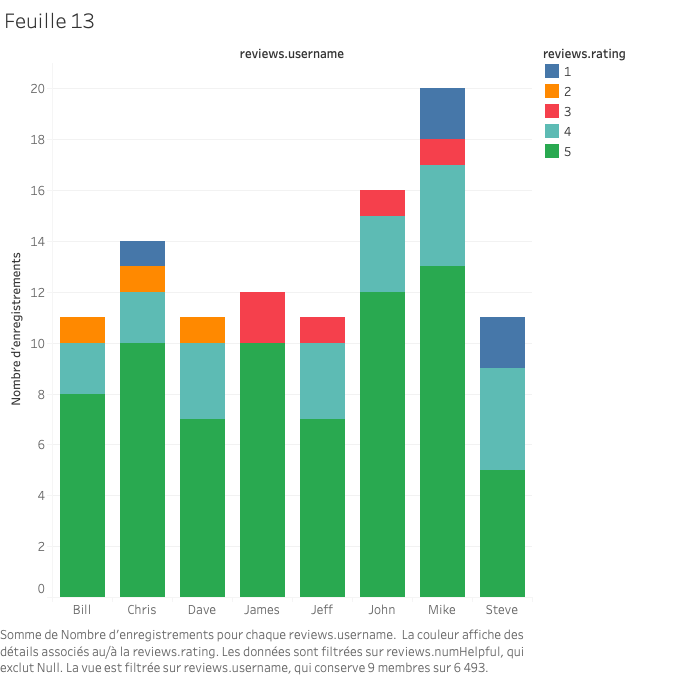 Feuille 13
reviews.username
reviews.rating
1
2
3
4
5
Nombre d'enregistrements
20
18
16
14
12
10
8
6
4
2
0
Bill Chris Dave James Jeff John Mike Steve
Somme de Nombre d'enregistrements pour chaque reviews.username. La couleur affiche des
détails associés au/à la reviews.rating. Les données sont filtrées sur reviews.numHelpful, qui
exclut Null. La vue est filtrée sur reviews.username, qui conserve 9 membres sur 6 493.